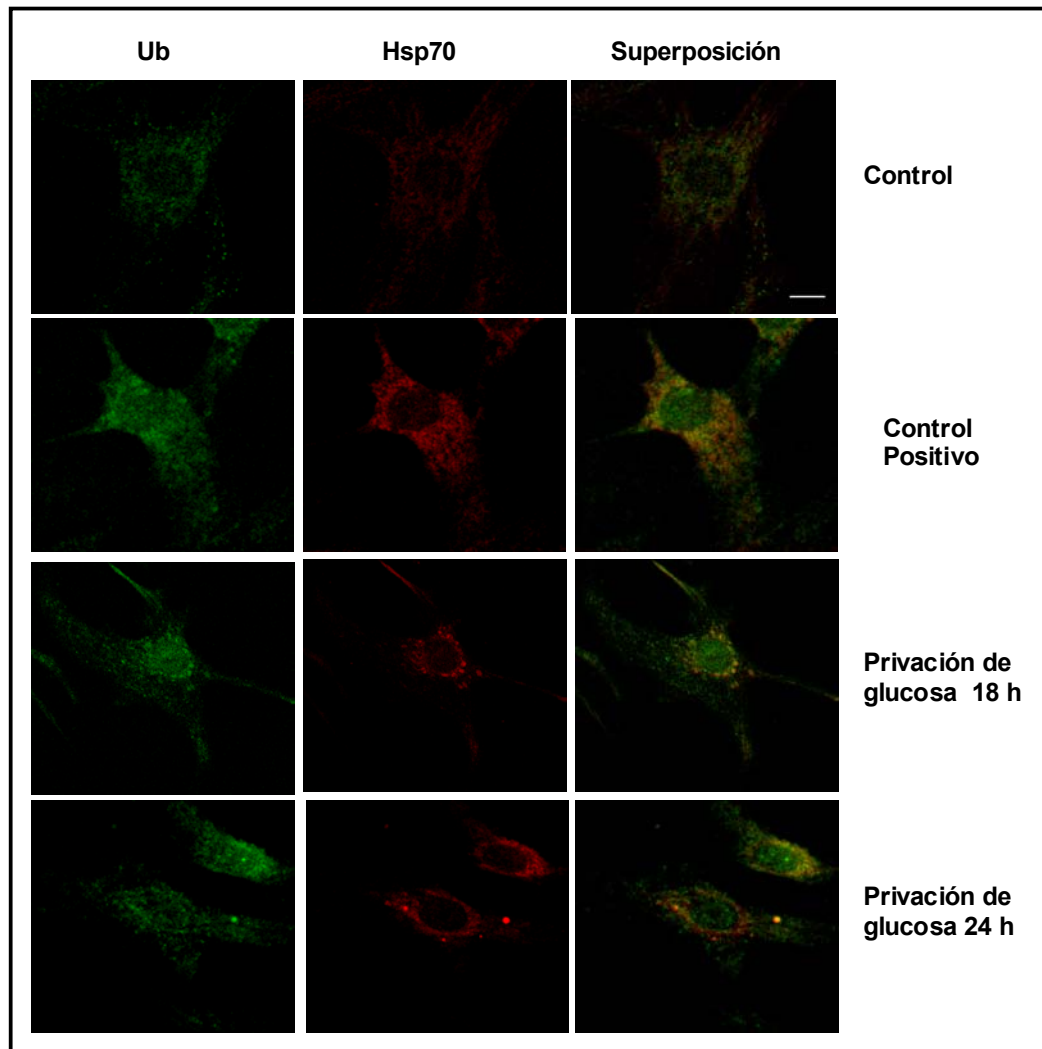 Ub Hsp70 Superposición
Control
Control
Positivo
Privación de
glucosa 18 h
Privación de
glucosa 24 h